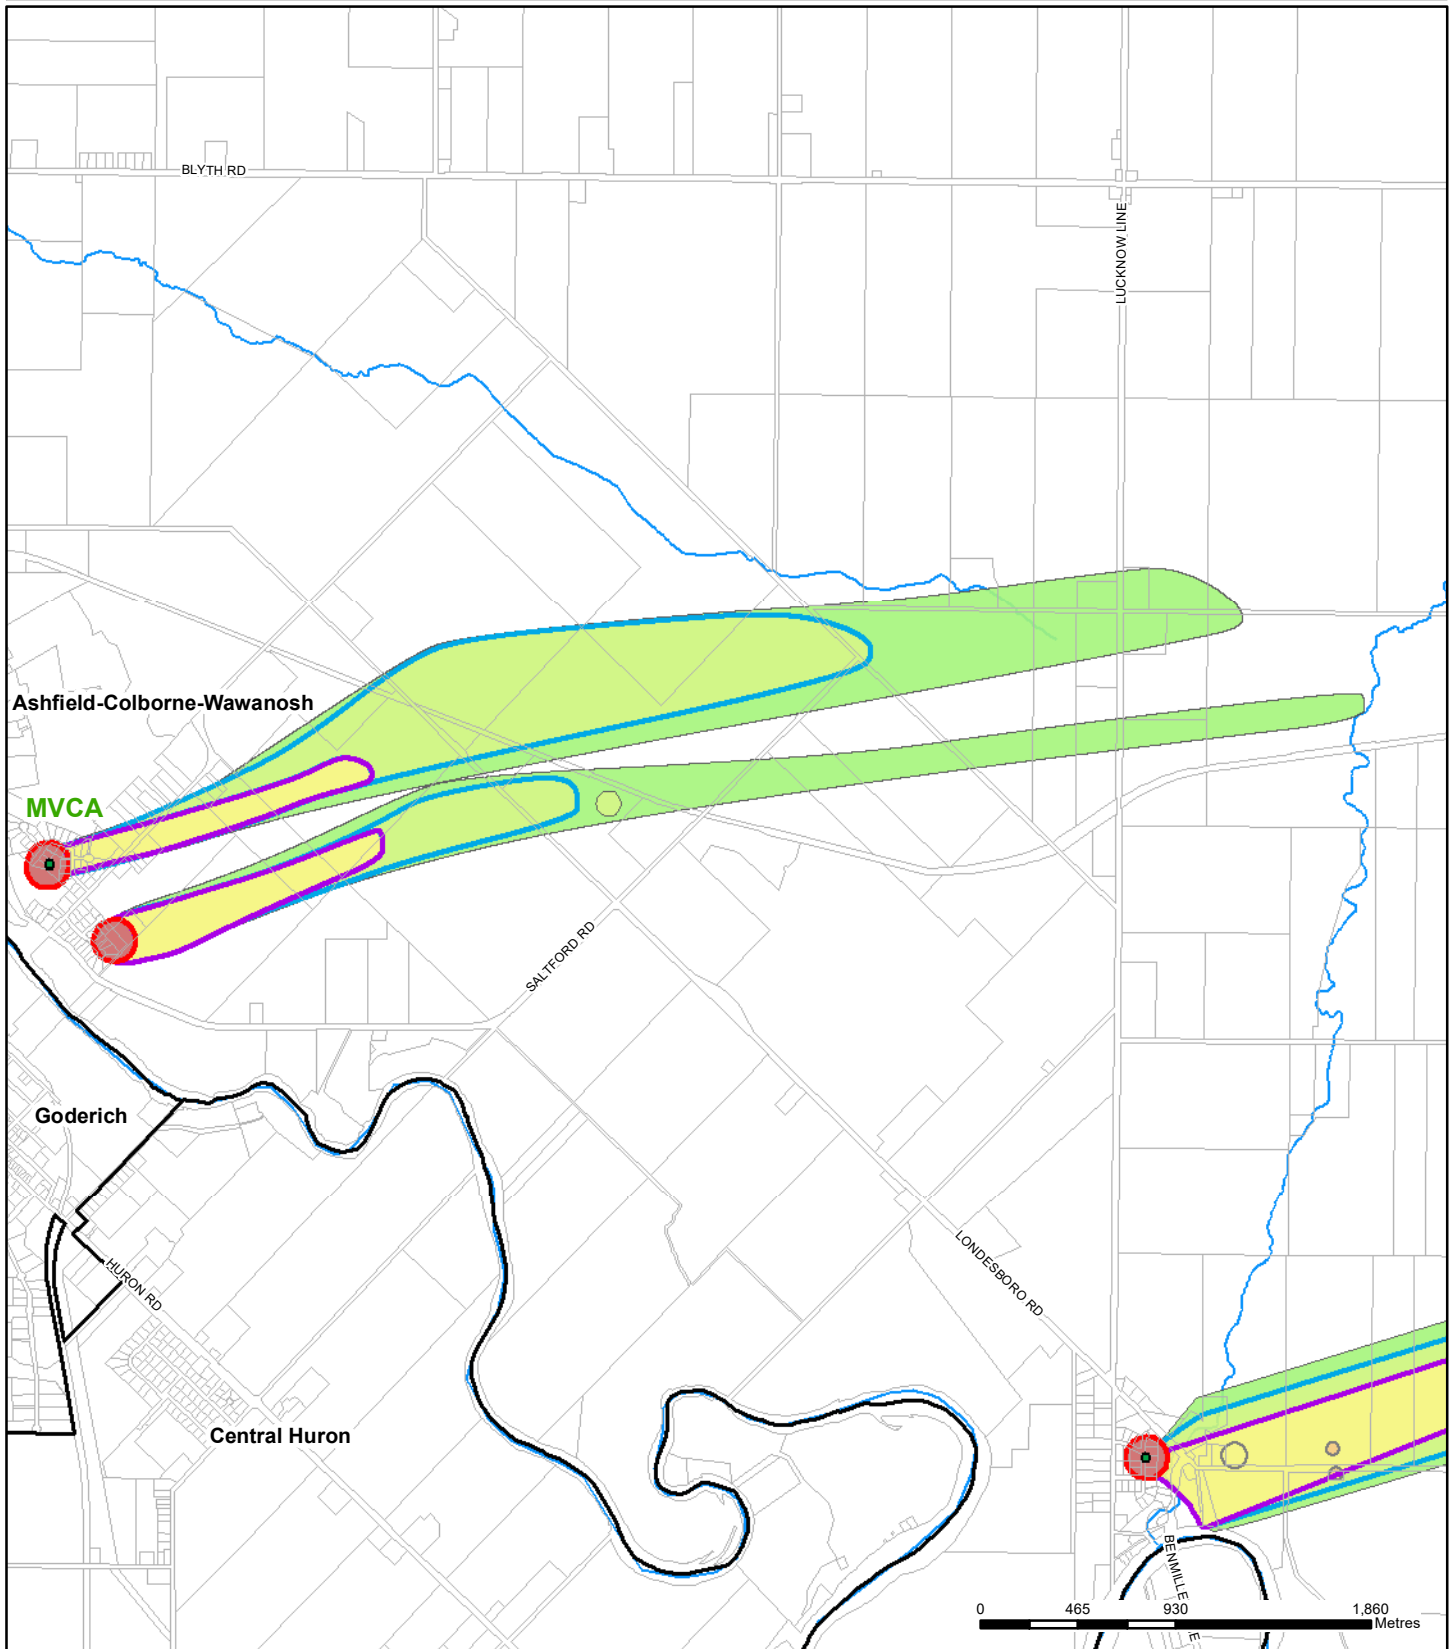 BLYTH RD
LUCKNOW LINE
Ashfield-Colborne-Wawanosh
MVCA
SALTFORD RD
Goderich
LONDESBORO RD
HURON RD
Central Huron
BENMILLE
0 465 930 1,860
Metres